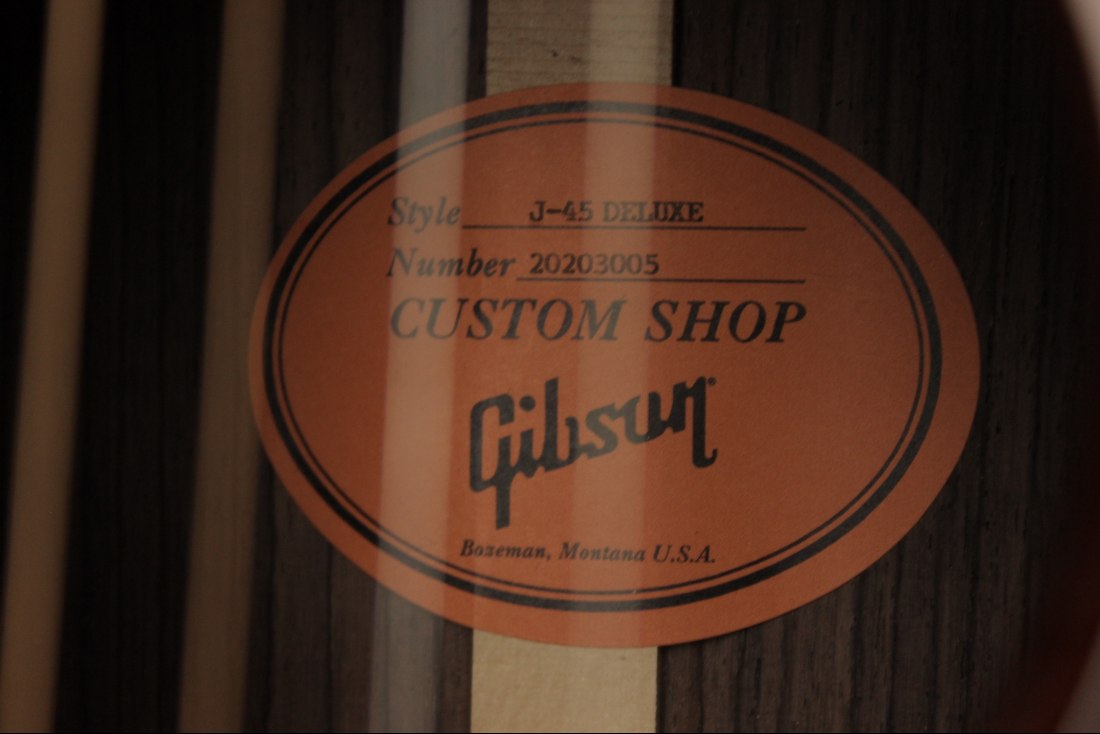 Style J-45 DELUXE
Number 20203005
CUSTOM SHOP
Gibson
Bozeman, Montana U.S.A.